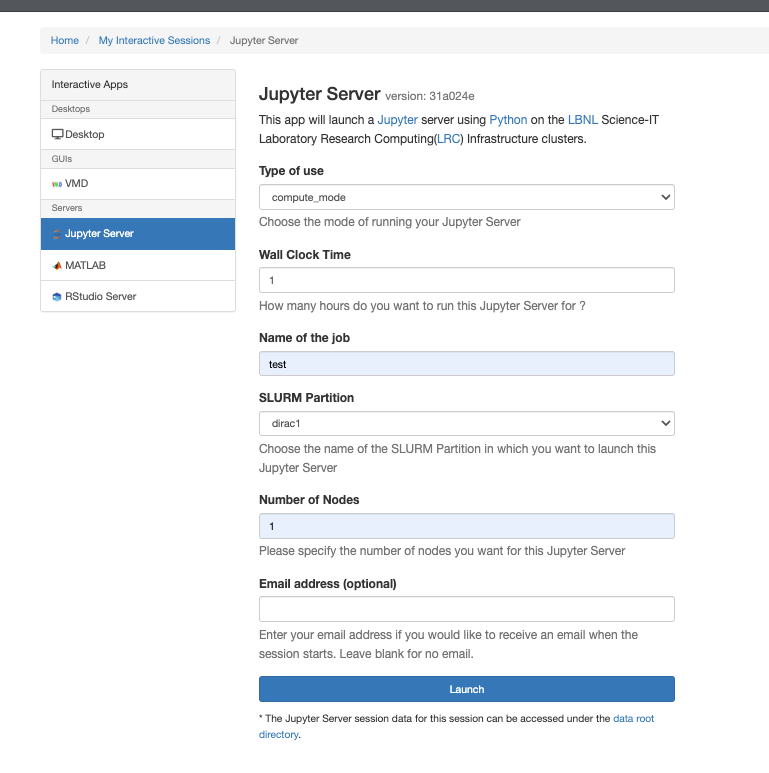 Home / My Interactive Sessions / Jupyter Server
Interactive Apps
Desktops
Desktop
GUIs
VMD
Servers
Jupyter Server
MATLAB
RStudio Server
Jupyter Server version: 31a024e
This app will launch a Jupyter server using Python on the LBNL Science-IT
Laboratory Research Computing(LRC) Infrastructure clusters.
Type of use
compute_mode
Choose the mode of running your Jupyter Server
Wall Clock Time
1
How many hours do you want to run this Jupyter Server for ?
Name of the job
test
SLURM Partition
dirac1
Choose the name of the SLURM Partition in which you want to launch this
Jupyter Server
Number of Nodes
1
Please specify the number of nodes you want for this Jupyter Server
Email address (optional)
Enter your email address if you would like to receive an email when the
session starts. Leave blank for no email.
Launch
* The Jupyter Server session data for this session can be accessed under the data root
directory.